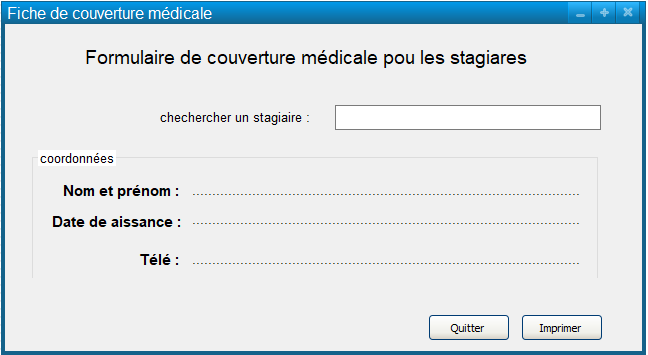 Fiche de couverture médicale
Formulaire de couverture médicale pou les stagiares
chechercher un stagiaire :
coordonnées
Nom et prénom :
Date de aissance :
Télé :
Quitter Imprimer